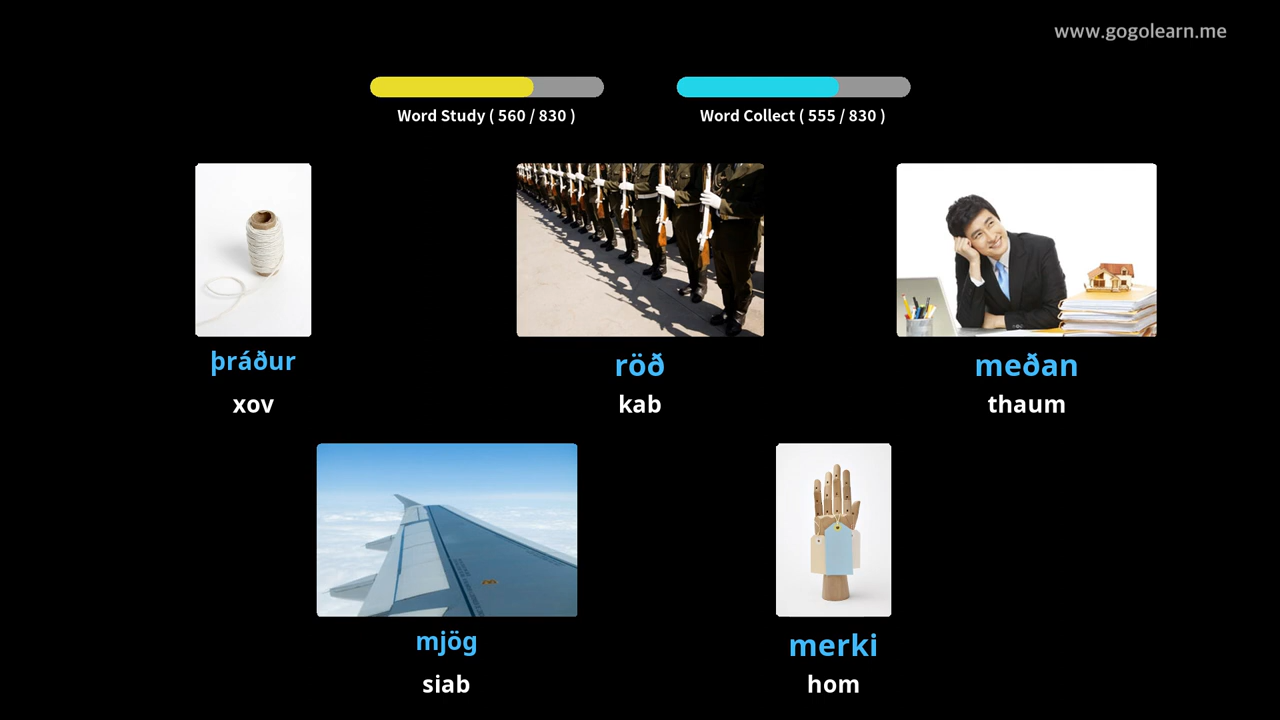 www.gogolearn.me
Word Study ( 560 / 830 )
Word Collect ( 555 / 830 )
þráður
xov
röð
kab
meðan
thaum
mjög
siab
merki
hom